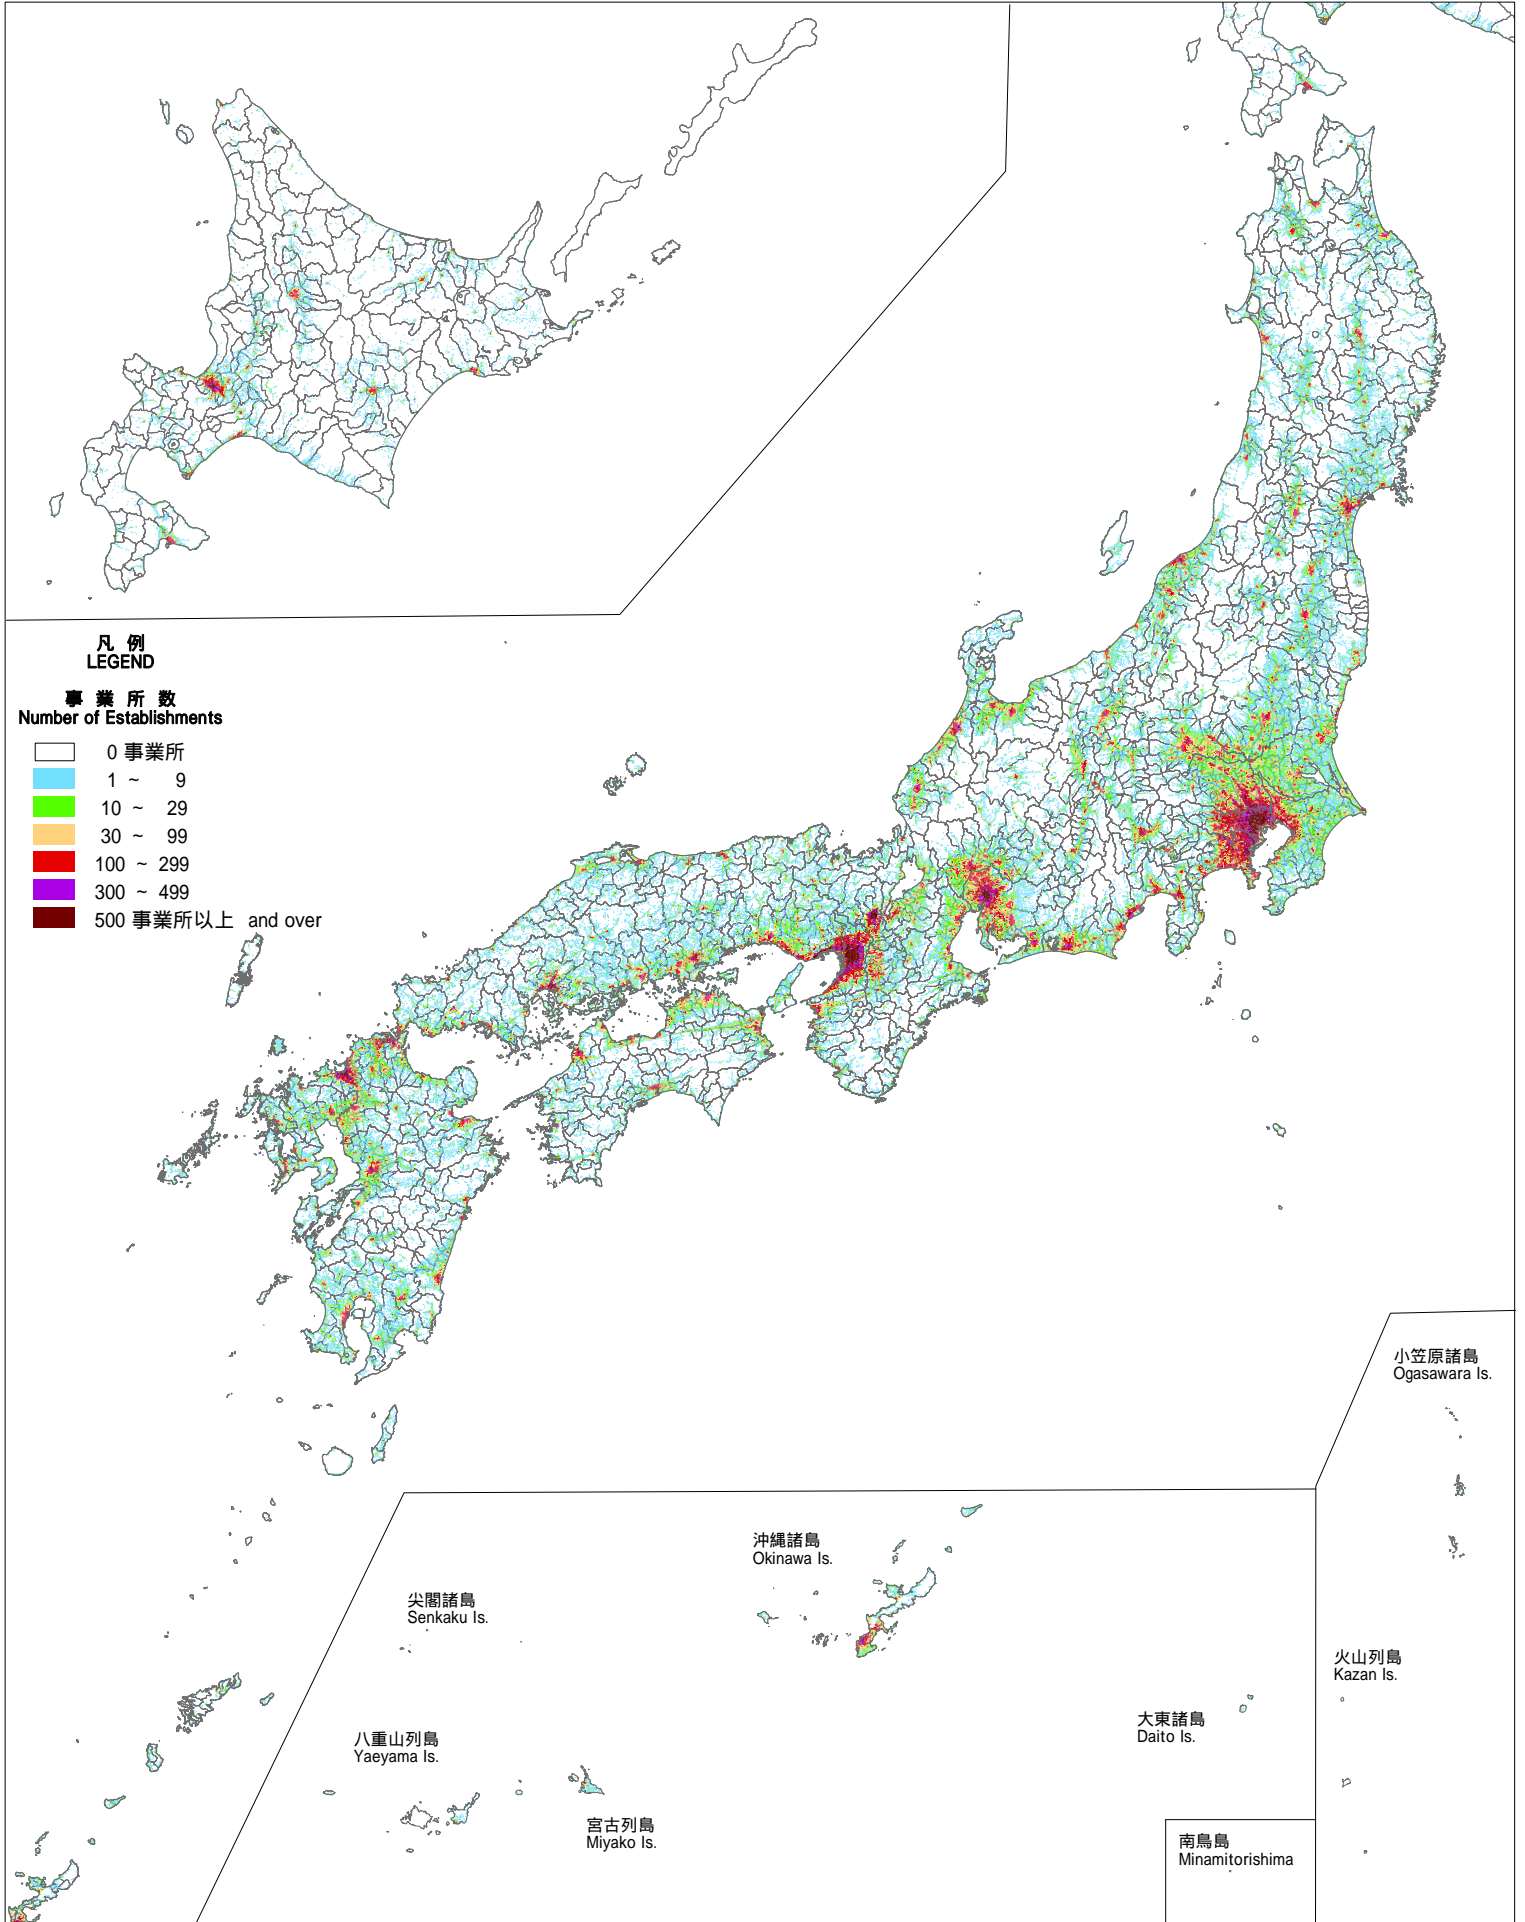 凡 例
LEGEND
事 業 所 数
Number of Establishments
0 事業所
1 ~ 9
10 ~ 29
30 ~ 99
100 ~ 299
300 ~ 499
500 事業所以上 and over
小笠原諸島
Ogasawara Is.
沖縄諸島
Okinawa Is.
尖閣諸島
Senkaku Is.
火山列島
Kazan Is.
大東諸島
Daito Is.
八重山列島
Yaeyama Is.
宮古列島
Miyako Is.
南鳥島
Minamitorishima